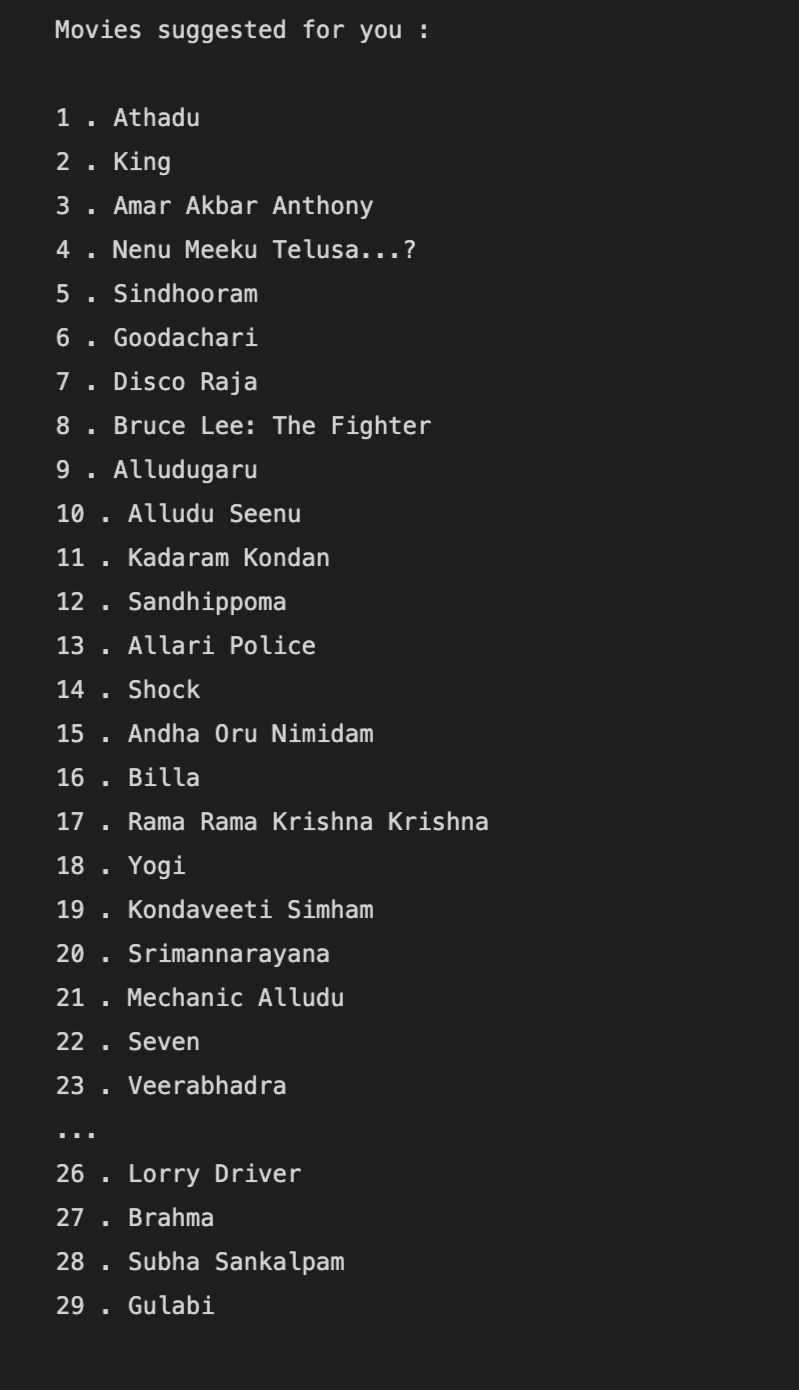 Movies suggested for you :
1 . Athadu
2 . King
3 . Amar Akbar Anthony
4 . Nenu Meeku Telusa...?
5 . Sindhooram
6 . Goodachari
7 . Disco Raja
8 . Bruce Lee: The Fighter
9 . Alludugaru
10 . Alludu Seenu
11 . Kadaram Kondan
12 . Sandhippoma
13 . Allari Police
14 . Shock
15 . Andha Oru Nimidam
16 . Billa
17 . Rama Rama Krishna Krishna
18 . Yogi
19 . Kondaveeti Simham
20 . Srimannarayana
21 . Mechanic Alludu
22 . Seven
23 . Veerabhadra
...
26 . Lorry Driver
27 . Brahma
28 . Subha Sankalpam
29 . Gulabi